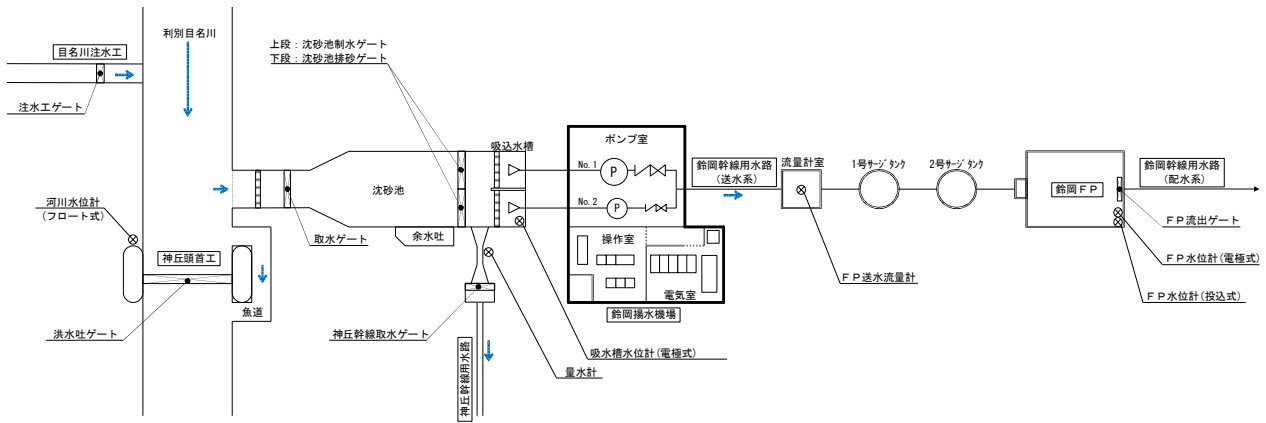 利別目名川
目名川注水工
注水工ゲート
上段：沈砂池制水ゲート
下段：沈砂池排砂ゲート
河川水位計
(フロート式)
神丘頭首工
洪水吐ゲート
魚道
取水ゲート
沈砂池
余水吐
吸込水槽
神丘幹線取水ゲート
神丘幹線用水路
量水計
吸水槽水位計(電極式)
ポンプ室
No. 1
P
No. 2
P
操作室
電気室
鈴岡揚水機場
鈴岡幹線用水路
(送水系)
流量計室
ＦＰ送水流量計
1号サージタンク
2号サージタンク
鈴岡ＦＰ
鈴岡幹線用水路
(配水系)
ＦＰ流出ゲート
ＦＰ水位計(電極式)
ＦＰ水位計(投込式)